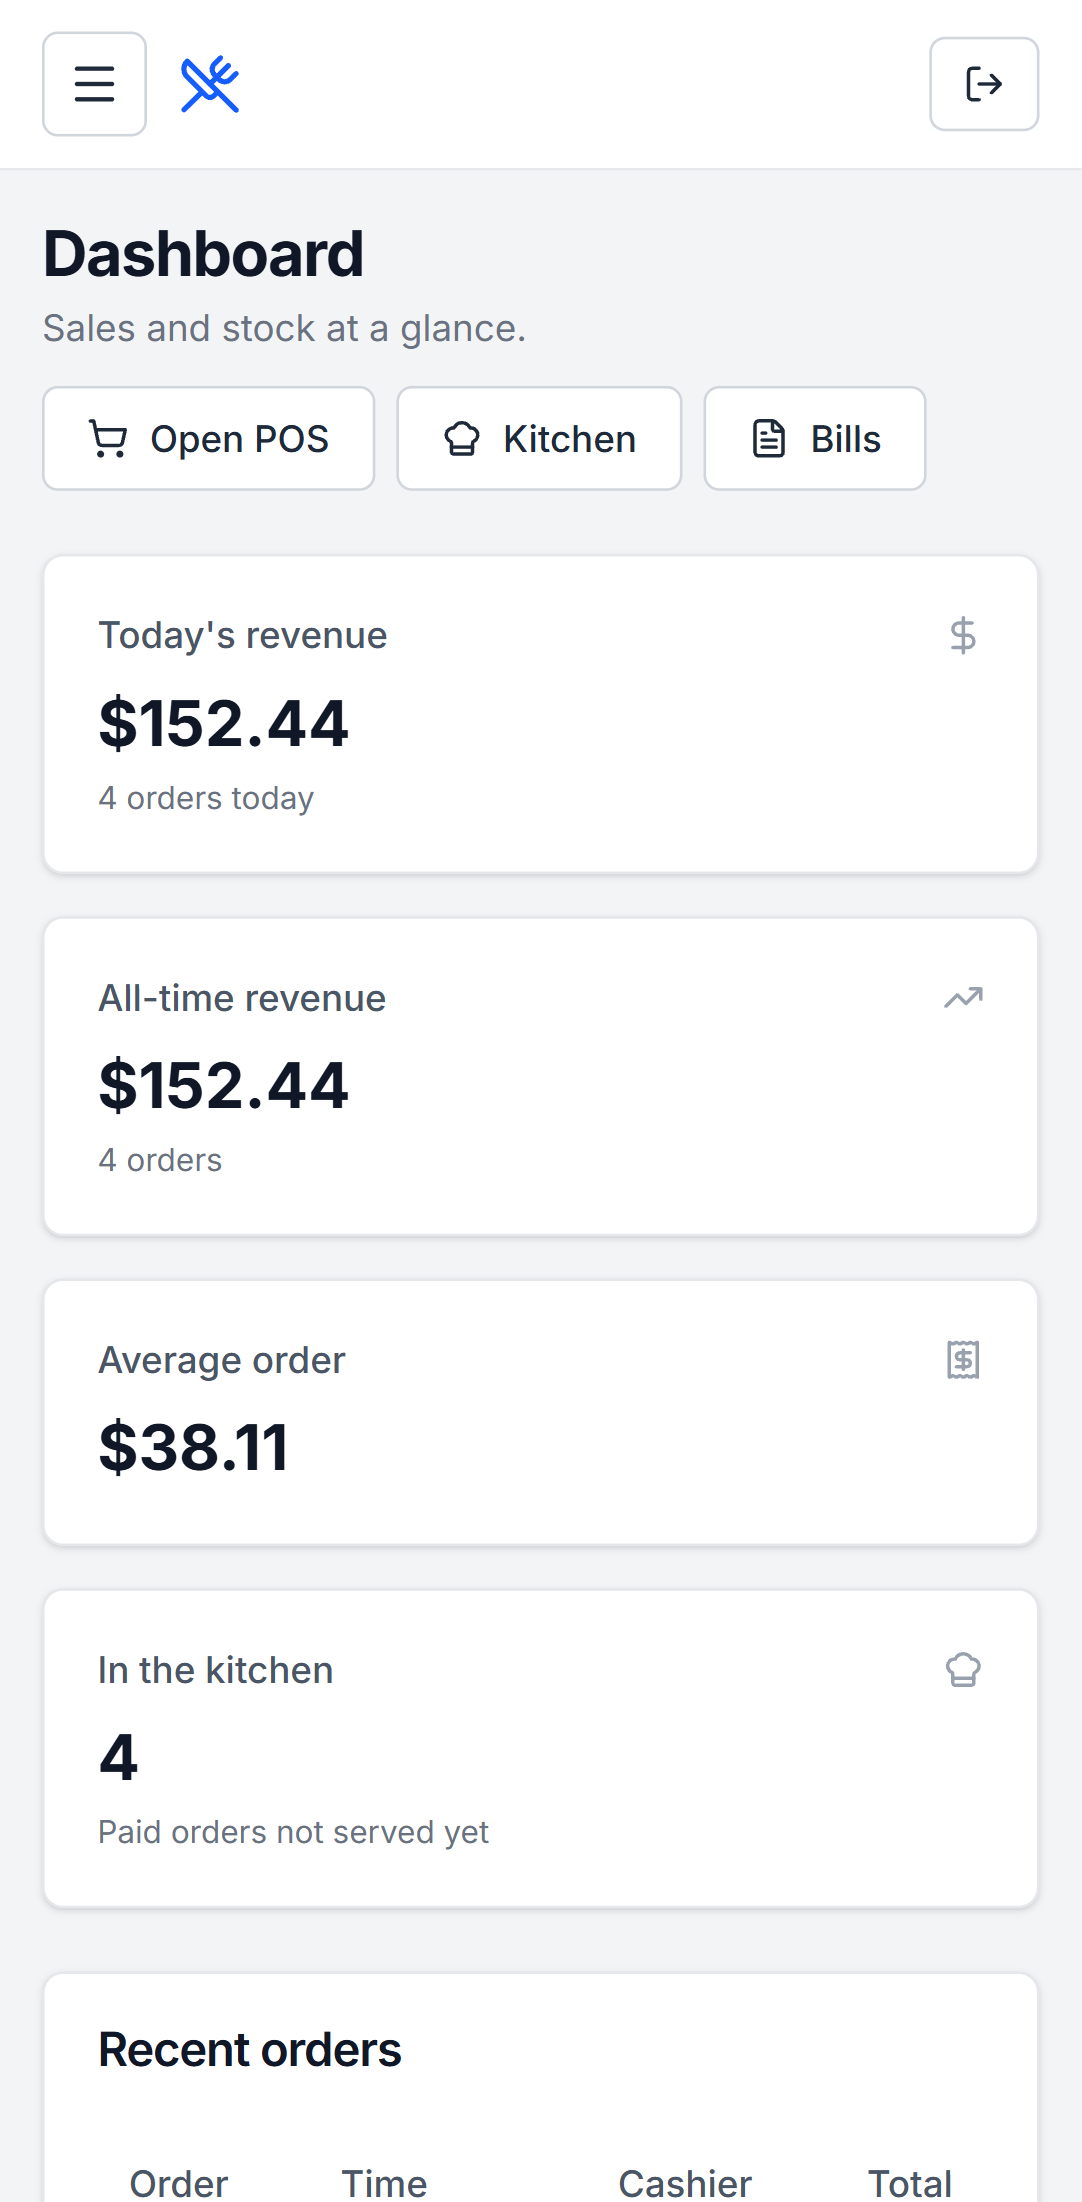 Dashboard
Sales and stock at a glance.
Open POS Kitchen Bills
Today's revenue
$152.44
4 orders today
All-time revenue
$152.44
4 orders
Average order
$38.11
In the kitchen
4
Paid orders not served yet
Recent orders
Order Time Cashier Total